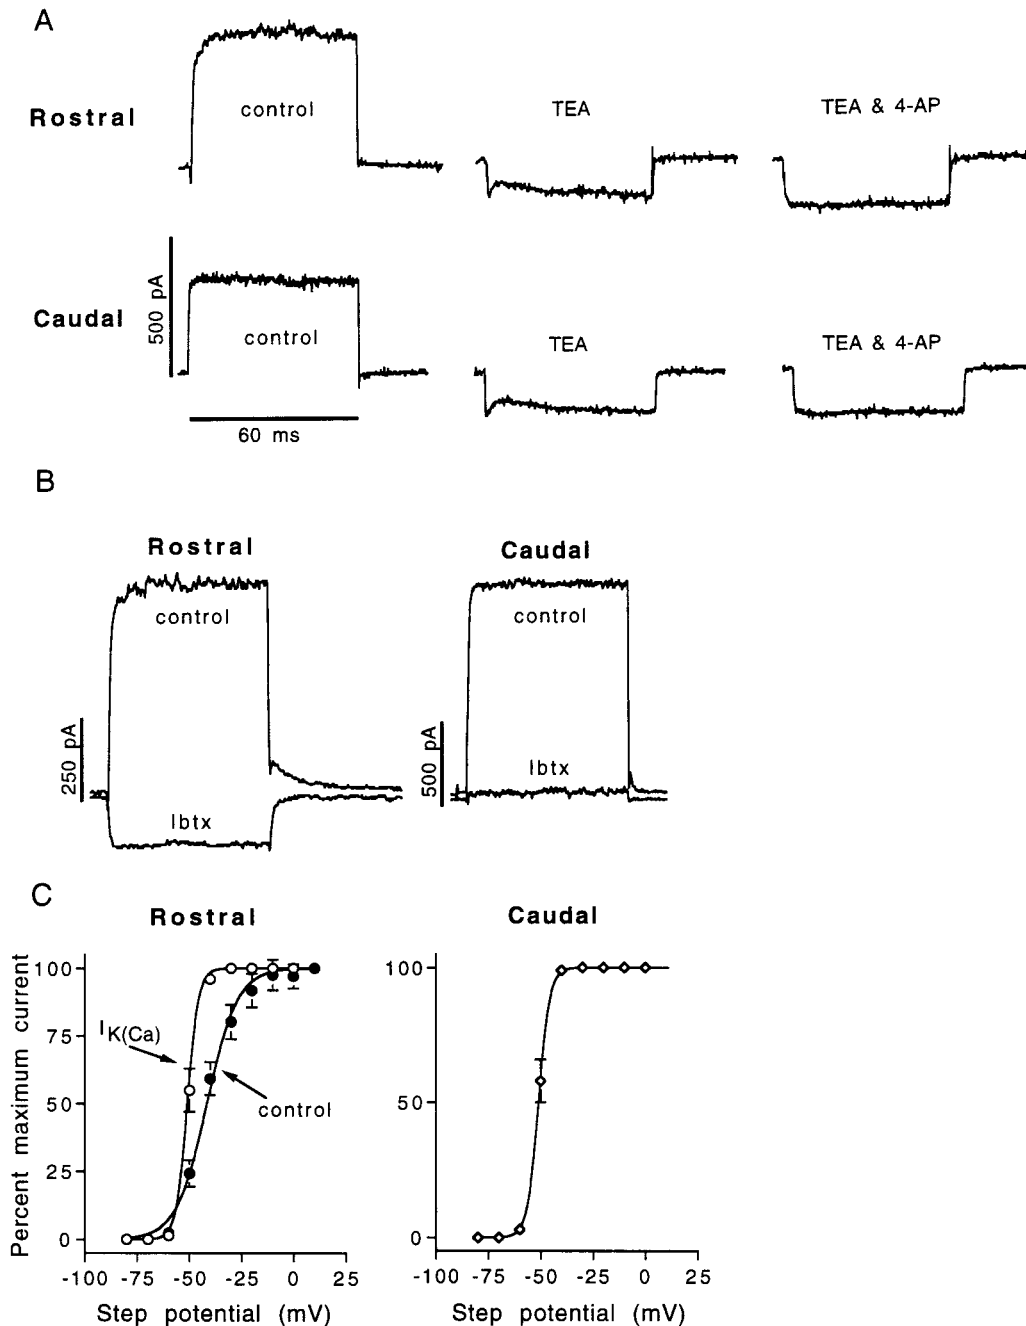 A
Rostral
control
TEA
TEA & 4-AP
Caudal
500 pA
control
TEA
TEA & 4-AP
60 ms
B
Rostral
Caudal
control
control
250 pA
Ibtx
500 pA
Ibtx
C
Rostral
Caudal
Percent maximum current
100
75
50
25
0
IK(Ca)
control
-100 -75 -50 -25 0 25
Step potential (mV)
100
50
0
-100 -75 -50 -25 0 25
Step potential (mV)